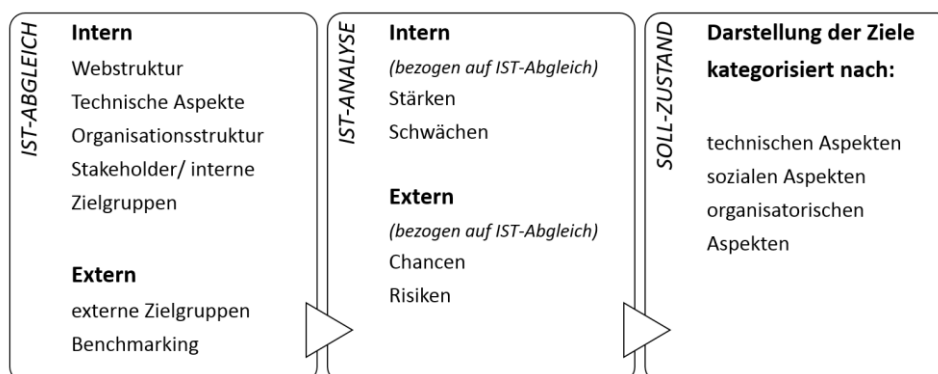 IST-ABGLEICH
Intern
Webstruktur
Technische Aspekte
Organisationsstruktur
Stakeholder/ interne
Zielgruppen
Extern
externe Zielgruppen
Benchmarking
IST-ANALYSE
Intern
(bezogen auf IST-Abgleich)
Stärken
Schwächen
Extern
(bezogen auf IST-Abgleich)
Chancen
Risiken
SOLL-ZUSTAND
Darstellung der Ziele
kategorisiert nach:
technischen Aspekten
sozialen Aspekten
organisatorischen
Aspekten